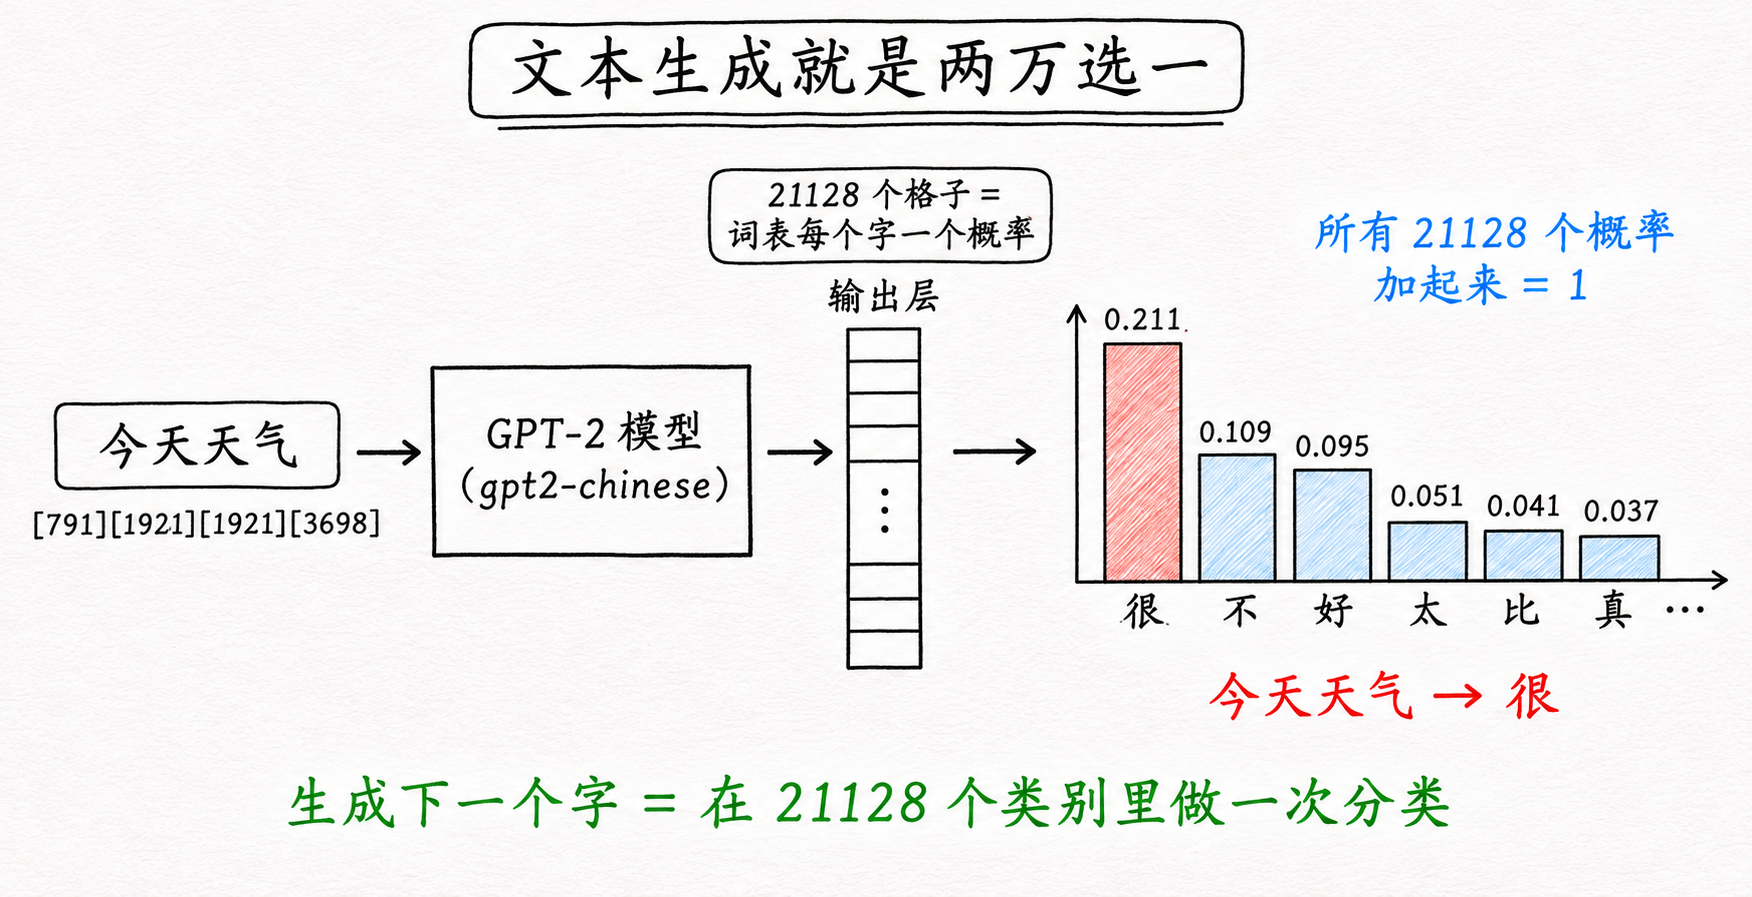 文本生成就是两万选一
21128 个格子 =
词表每个字一个概率
输出层
所有 21128 个概率
加起来 = 1
今天天气
[791][1921][1921][3698]
GPT-2 模型
(gpt2-chinese)
0.211
0.109
0.095
0.051
0.041
0.037
很 不 好 太 比 真 ···
今天天气 → 很
生成下一个字 = 在 21128 个类别里做一次分类